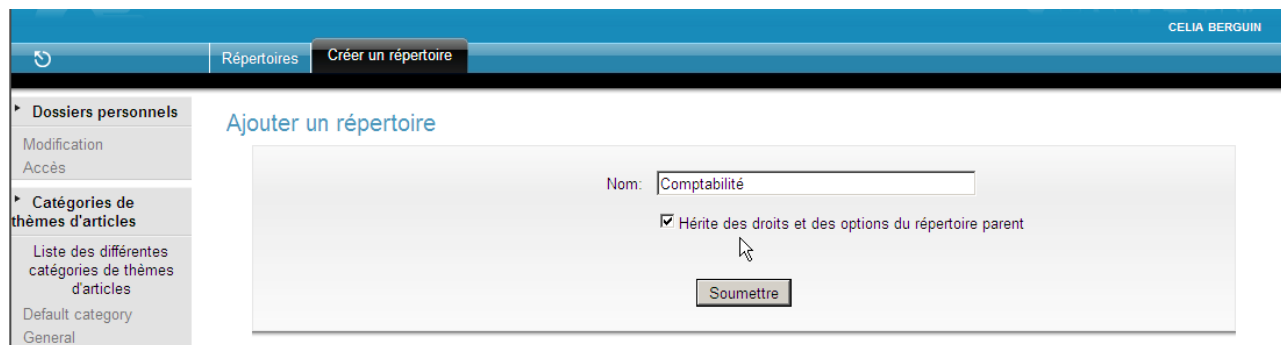 CELIA BERGUIN
Répertoires
Créer un répertoire
Dossiers personnels
Modification
Accès
Catégories de
thèmes d'articles
Liste des différentes
catégories de thèmes
d'articles
Default category
General
Ajouter un répertoire
Nom: Comptabilité
Hérite des droits et des options du répertoire parent
Soumettre